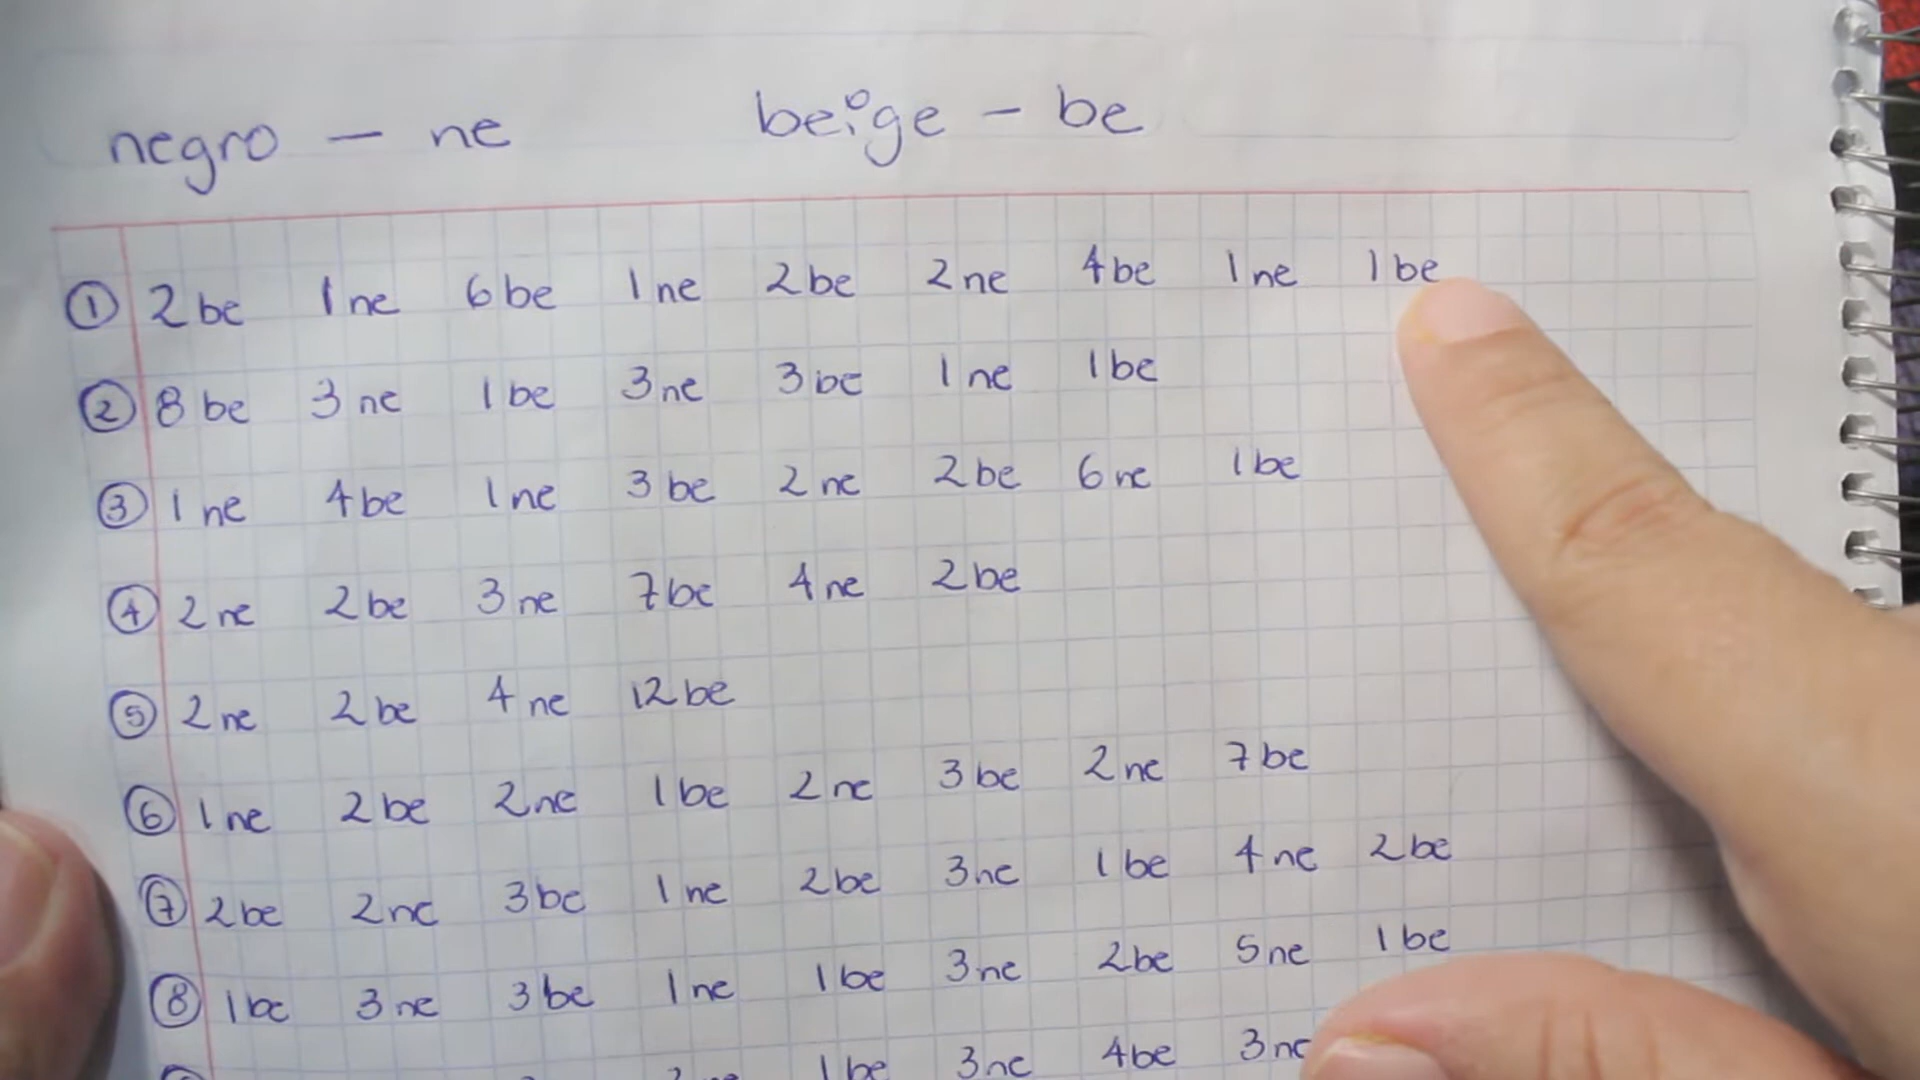 negro — ne beige - be
① 2 be 1 ne 6 be 1 ne 2 be 2 ne 4 be 1 ne 1 be
② 8 be 3 ne 1 be 3 ne 3 be 1 ne 1 be
③ 1 ne 4 be 1 ne 3 be 2 ne 2 be 6 ne 1 be
④ 2 ne 2 be 3 ne 7 be 4 ne 2 be
⑤ 2 ne 2 be 4 ne 12 be
⑥ 1 ne 2 be 2 ne 1 be 2 ne 3 be 2 ne 7 be
⑦ 2 be 2 ne 3 be 1 ne 2 be 3 ne 1 be 4 ne 2 be
⑧ 1 be 3 ne 3 be 1 ne 1 be 3 ne 2 be 5 ne 1 be
1 be 3 ne 4 be 3 ne